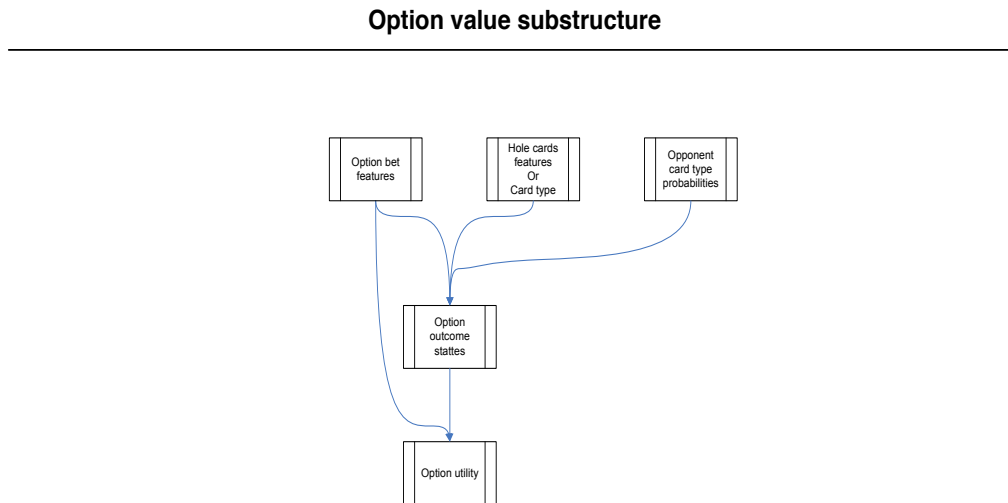 Option value substructure
Option bet
features
Hole cards
features
Or
Card type
Opponent
card type
probabilities
Option
outcome
stattes
Option utility